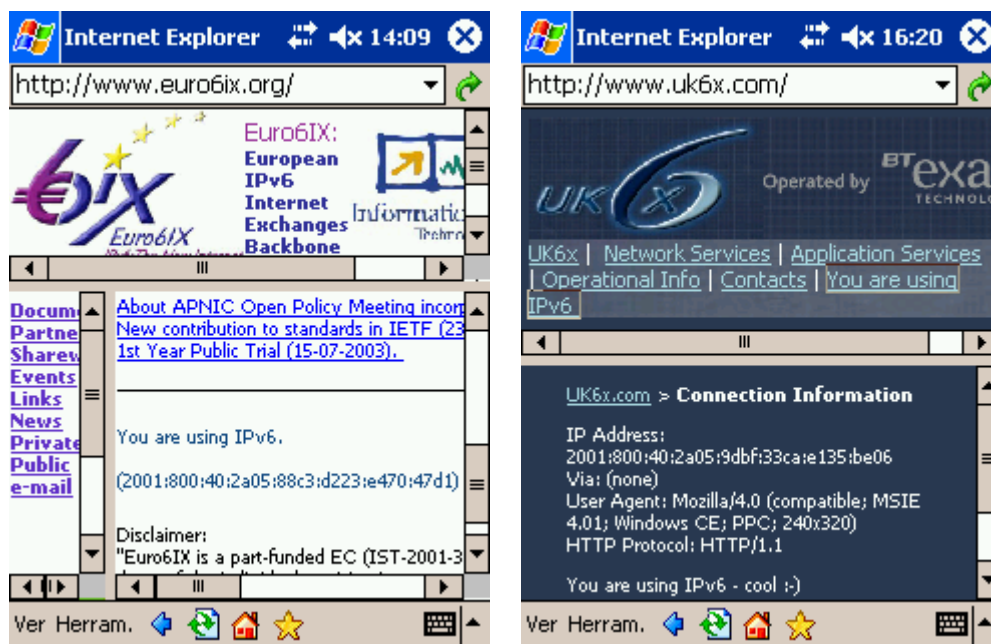 Internet Explorer 14:09
http://www.euro6ix.org/
Euro6IX:
European
IPv6
Internet
Exchanges
Backbone
6IX
Euro6IX
Informatic
Docum
Partne
Sharew
Events
Links
News
Private
Public
e-mail
About APNIC Open Policy Meeting incorp
New contribution to standards in IETF (23
1st Year Public Trial (15-07-2003).
You are using IPv6.
(2001:800:40:2a05:88c3:d223:e470:47d1)
Disclaimer:
"Euro6IX is a part-funded EC (IST-2001-3
Ver Herram.
Internet Explorer 16:20
http://www.uk6x.com/
UK6x
Operated by
BT exa
TECHNOLO
UK6x | Network Services | Application Services
| Operational Info | Contacts | You are using
IPv6
UK6x.com > Connection Information
IP Address:
2001:800:40:2a05:9dbf:33ca:e135:be06
Via: (none)
User Agent: Mozilla/4.0 (compatible; MSIE
4.01; Windows CE; PPC; 240x320)
HTTP Protocol: HTTP/1.1
You are using IPv6 - cool :-)
Ver Herram.